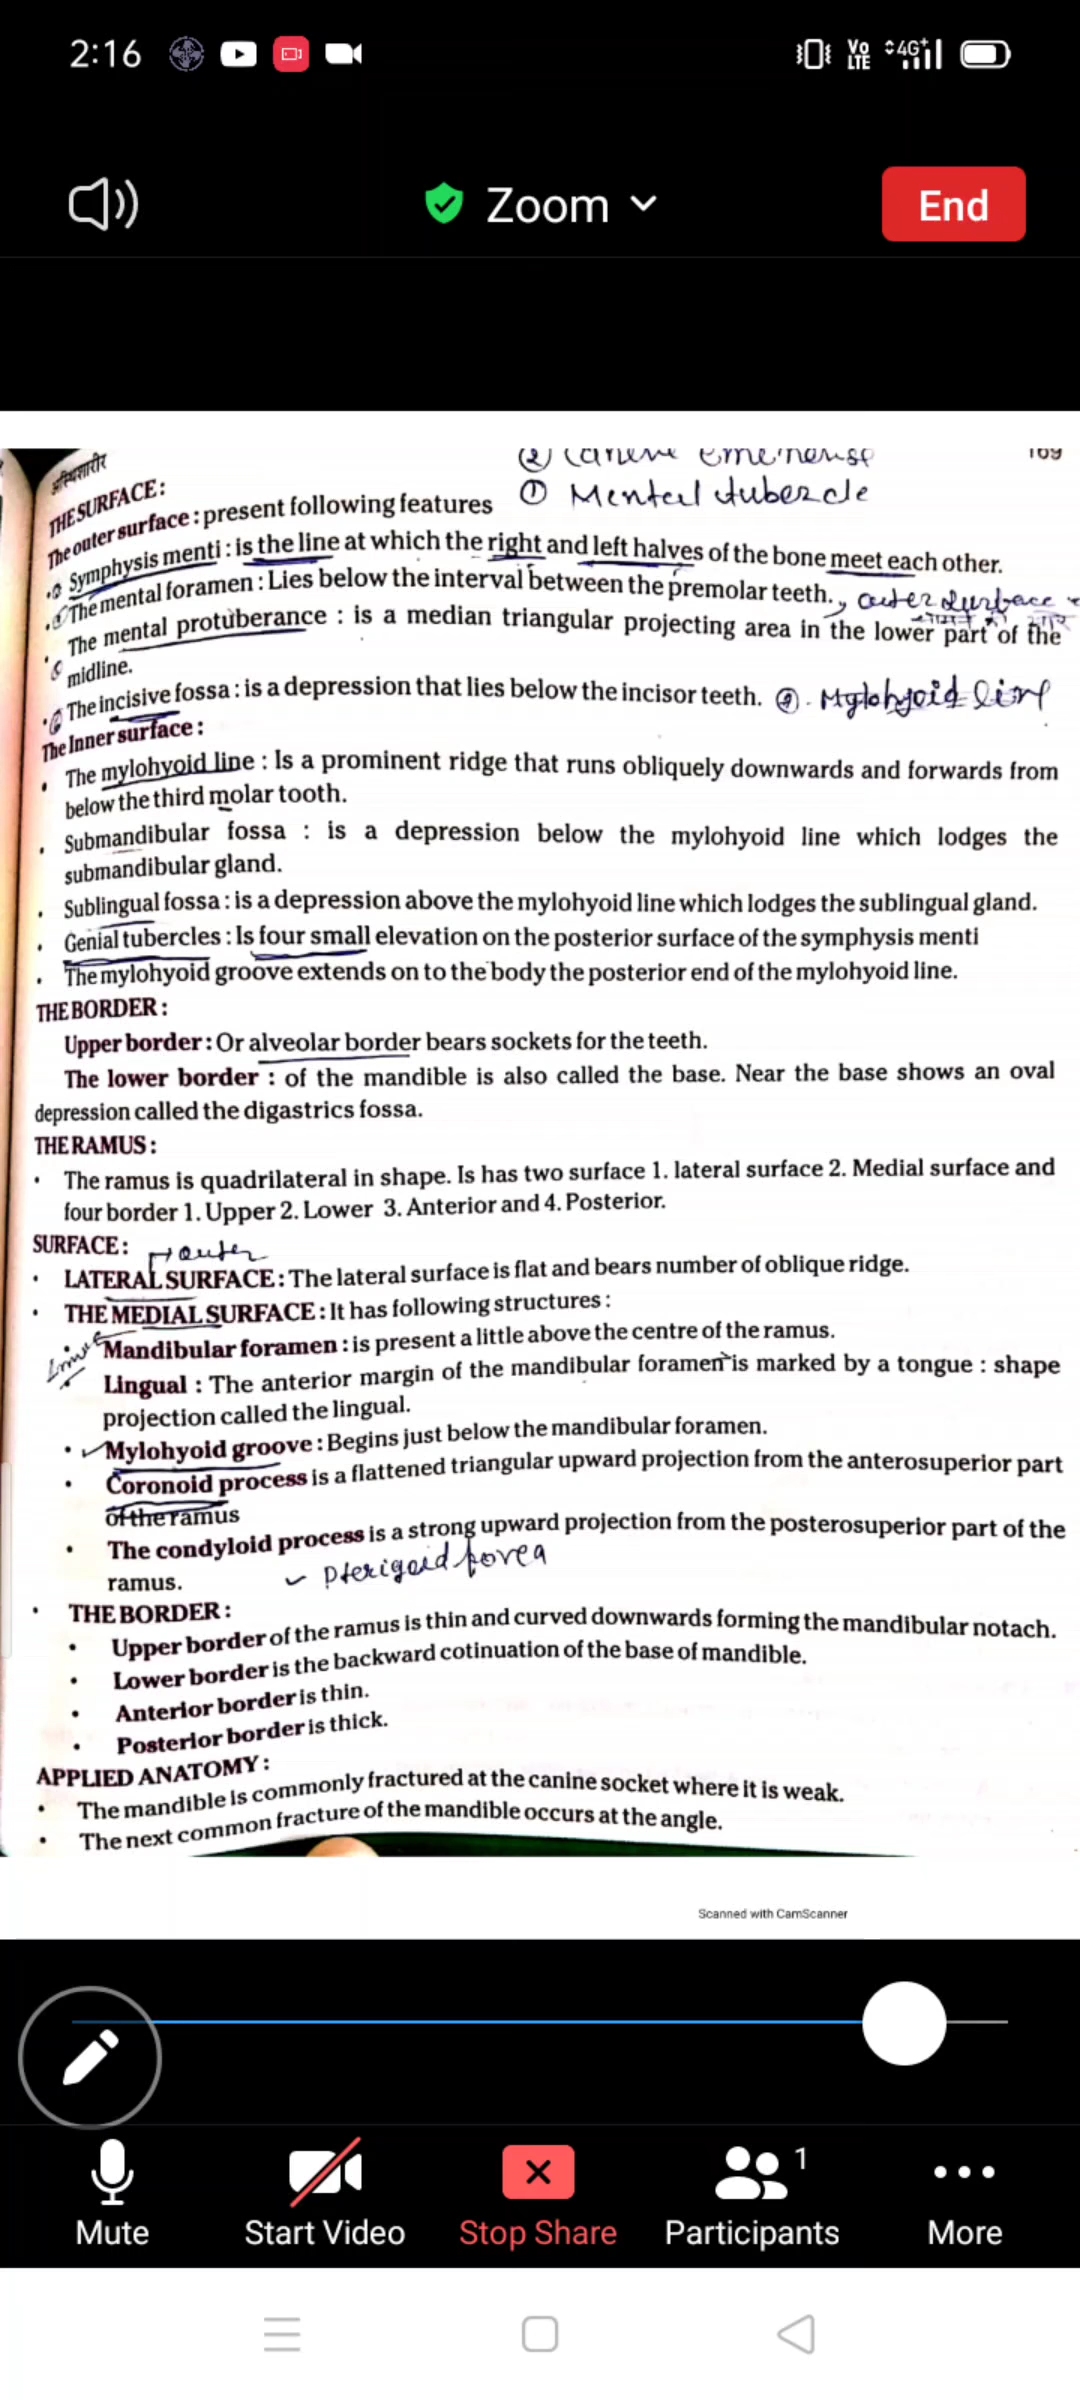 2:16
Vo LTE 4G+
Zoom
End
अस्थिशारीर
② Canine emenense
169
THE SURFACE :
① Mental tubercle
The outer surface : present following features
Symphysis menti : is the line at which the right and left halves of the bone meet each other.
The mental foramen : Lies below the interval between the premolar teeth., outer surface
The mental protuberance : is a median triangular projecting area in the lower part of the
midline.
The incisive fossa : is a depression that lies below the incisor teeth. Mylohyoid line
The Inner surface :
• The mylohyoid line : Is a prominent ridge that runs obliquely downwards and forwards from
below the third molar tooth.
• Submandibular fossa : is a depression below the mylohyoid line which lodges the
submandibular gland.
• Sublingual fossa : is a depression above the mylohyoid line which lodges the sublingual gland.
• Genial tubercles : Is four small elevation on the posterior surface of the symphysis menti
• The mylohyoid groove extends on to the body the posterior end of the mylohyoid line.
THE BORDER :
Upper border : Or alveolar border bears sockets for the teeth.
The lower border : of the mandible is also called the base. Near the base shows an oval
depression called the digastrics fossa.
THE RAMUS :
• The ramus is quadrilateral in shape. Is has two surface 1. lateral surface 2. Medial surface and
four border 1. Upper 2. Lower 3. Anterior and 4. Posterior.
SURFACE :
outer
• LATERAL SURFACE : The lateral surface is flat and bears number of oblique ridge.
• THE MEDIAL SURFACE : It has following structures :
• Mandibular foramen : is present a little above the centre of the ramus.
• Lingual : The anterior margin of the mandibular foramen is marked by a tongue : shape
projection called the lingual.
• Mylohyoid groove : Begins just below the mandibular foramen.
• Coronoid process is a flattened triangular upward projection from the anterosuperior part
of the ramus
• The condyloid process is a strong upward projection from the posterosuperior part of the
ramus.
Pterigoid fovea
• THE BORDER :
• Upper border of the ramus is thin and curved downwards forming the mandibular notach.
• Lower border is the backward cotinuation of the base of mandible.
• Anterior border is thin.
• Posterior border is thick.
APPLIED ANATOMY :
• The mandible is commonly fractured at the canine socket where it is weak.
• The next common fracture of the mandible occurs at the angle.
Scanned with CamScanner
1
Mute Start Video Stop Share Participants More